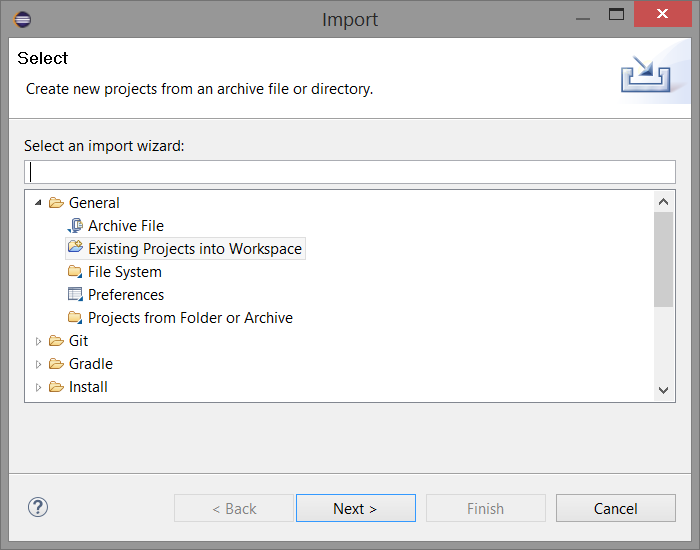 Import
Select
Create new projects from an archive file or directory.
Select an import wizard:
General
Archive File
Existing Projects into Workspace
File System
Preferences
Projects from Folder or Archive
Git
Gradle
Install
?
< Back
Next >
Finish
Cancel